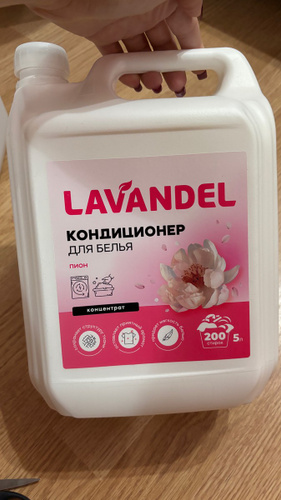 LAVANDEL
КОНДИЦИОНЕР
ДЛЯ БЕЛЬЯ
ПИОН
концентрат
200
стирок
5л